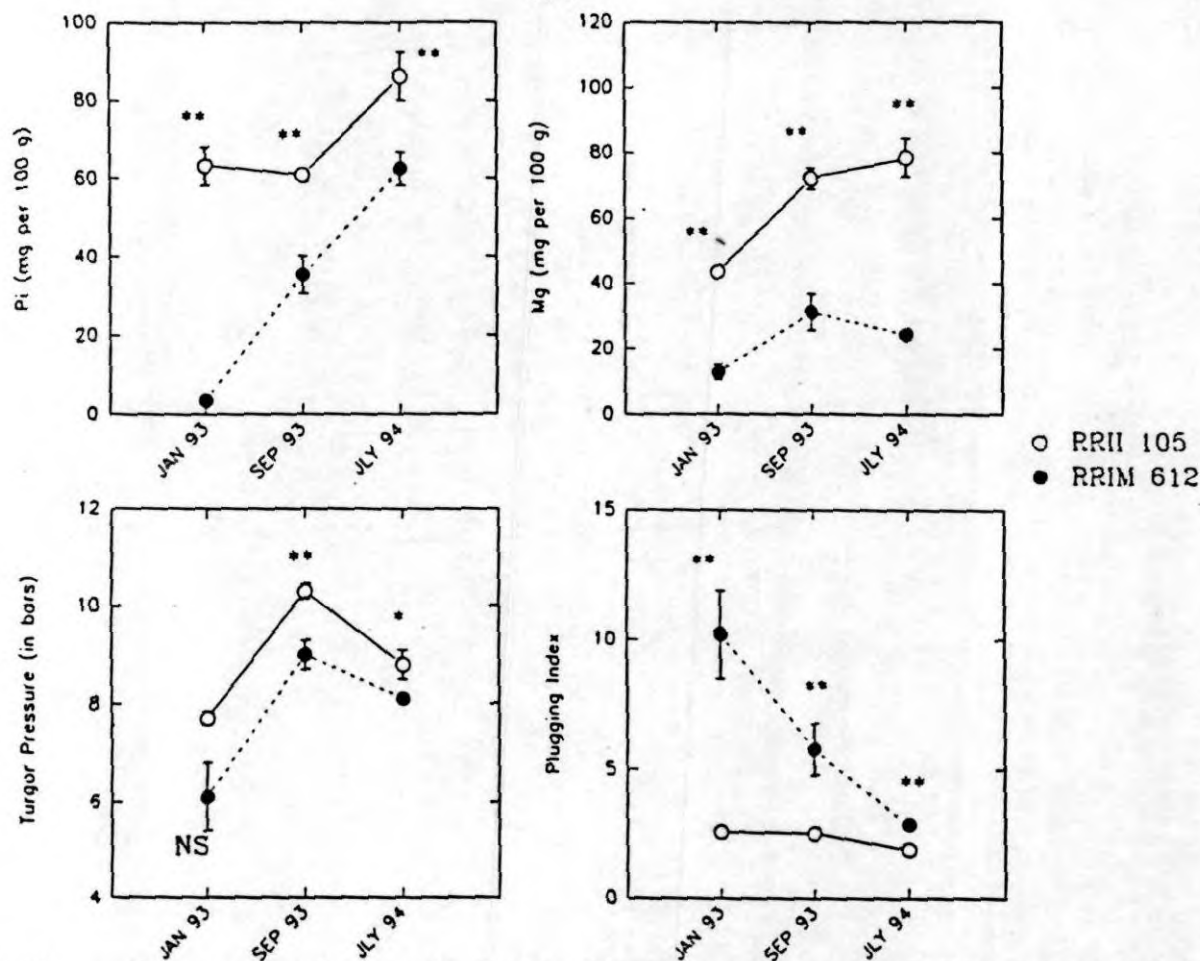 Pi (mg per 100 g)
100
80
60
40
20
0
**
**
**
JAN 93
SEP 93
JLY 94
Mg (mg per 100 g)
120
100
80
60
40
20
0
**
**
**
JAN 93
SEP 93
JLY 94
RRII 105
RRIM 612
Turgor Pressure (in bars)
12
10
8
6
4
**
*
NS
JAN 93
SEP 93
JLY 94
Plugging Index
15
10
5
0
**
**
**
JAN 93
SEP 93
JLY 94